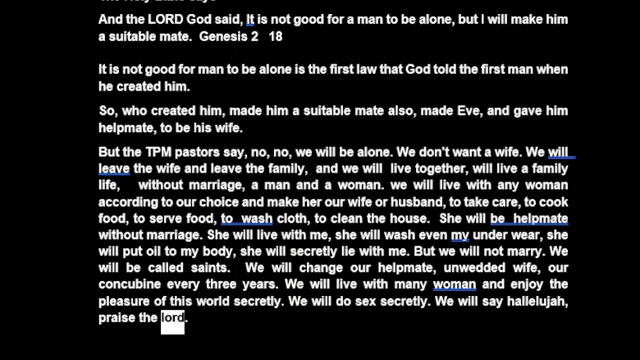 The Holy Bible says
And the LORD God said, It is not good for a man to be alone, but I will make him
a suitable mate. Genesis 2 18
It is not good for man to be alone is the first law that God told the first man when
he created him.
So, who created him, made him a suitable mate also, made Eve, and gave him
helpmate, to be his wife.
But the TPM pastors say, no, no, we will be alone. We don't want a wife. We will
leave the wife and leave the family, and we will live together, will live a family
life, without marriage, a man and a woman. we will live with any woman
according to our choice and make her our wife or husband, to take care, to cook
food, to serve food, to wash cloth, to clean the house. She will be helpmate
without marriage. She will live with me, she will wash even my under wear, she
will put oil to my body, she will secretly lie with me. But we will not marry. We
will be called saints. We will change our helpmate, unwedded wife, our
concubine every three years. We will live with many woman and enjoy the
pleasure of this world secretly. We will do sex secretly. We will say hallelujah,
praise the lord.